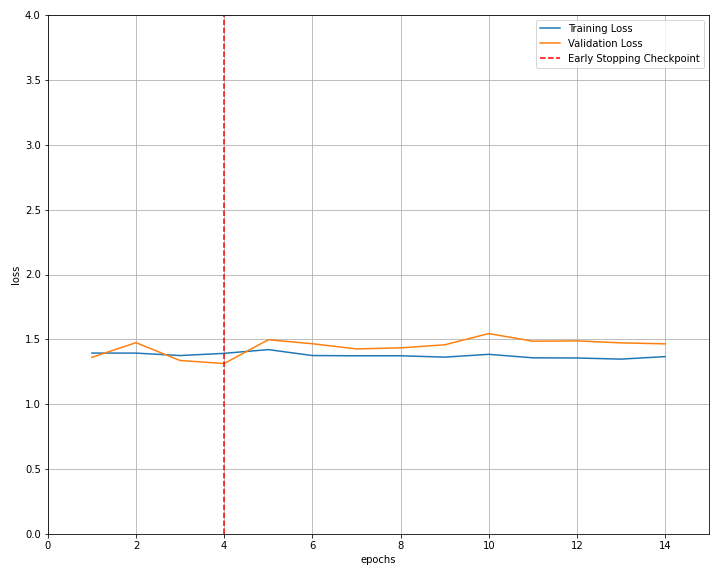 4.0
3.5
3.0
2.5
2.0
1.5
1.0
0.5
0.0
loss
Training Loss
Validation Loss
Early Stopping Checkpoint
0 2 4 6 8 10 12 14
epochs